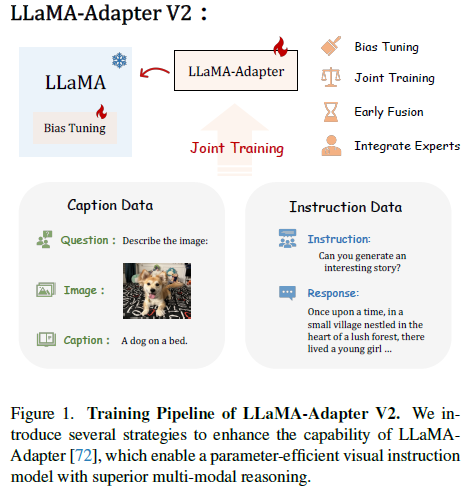 LLaMA-Adapter V2：
LLaMA
Bias Tuning
LLaMA-Adapter
Joint Training
Bias Tuning
Joint Training
Early Fusion
Integrate Experts
Caption Data
Question : Describe the image:
Image :
Caption : A dog on a bed.
Instruction Data
Instruction:
Can you generate an
interesting story?
Response:
Once upon a time, in a
small village nestled in the
heart of a lush forest, there
lived a young girl ...
Figure 1. Training Pipeline of LLaMA-Adapter V2. We in-
troduce several strategies to enhance the capability of LLaMA-
Adapter [72], which enable a parameter-efficient visual instruction
model with superior multi-modal reasoning.